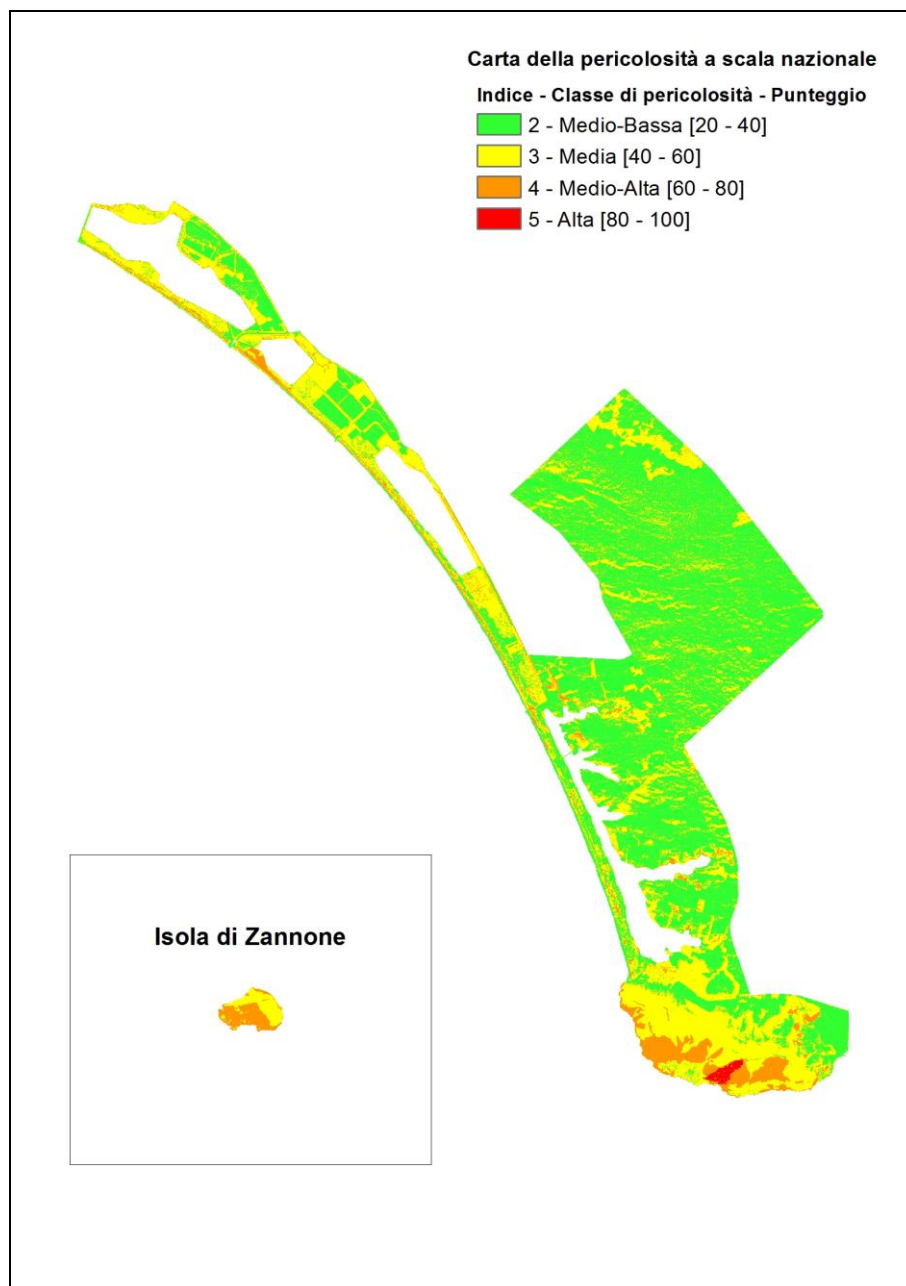 Carta della pericolosità a scala nazionale
Indice - Classe di pericolosità - Punteggio
2 - Medio-Bassa [20 - 40]
3 - Media [40 - 60]
4 - Medio-Alta [60 - 80]
5 - Alta [80 - 100]
Isola di Zannone